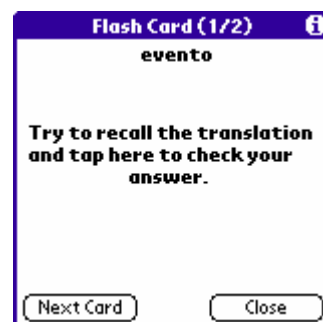 Flash Card (1/2)
evento
Try to recall the translation
and tap here to check your
answer.
Next Card
Close